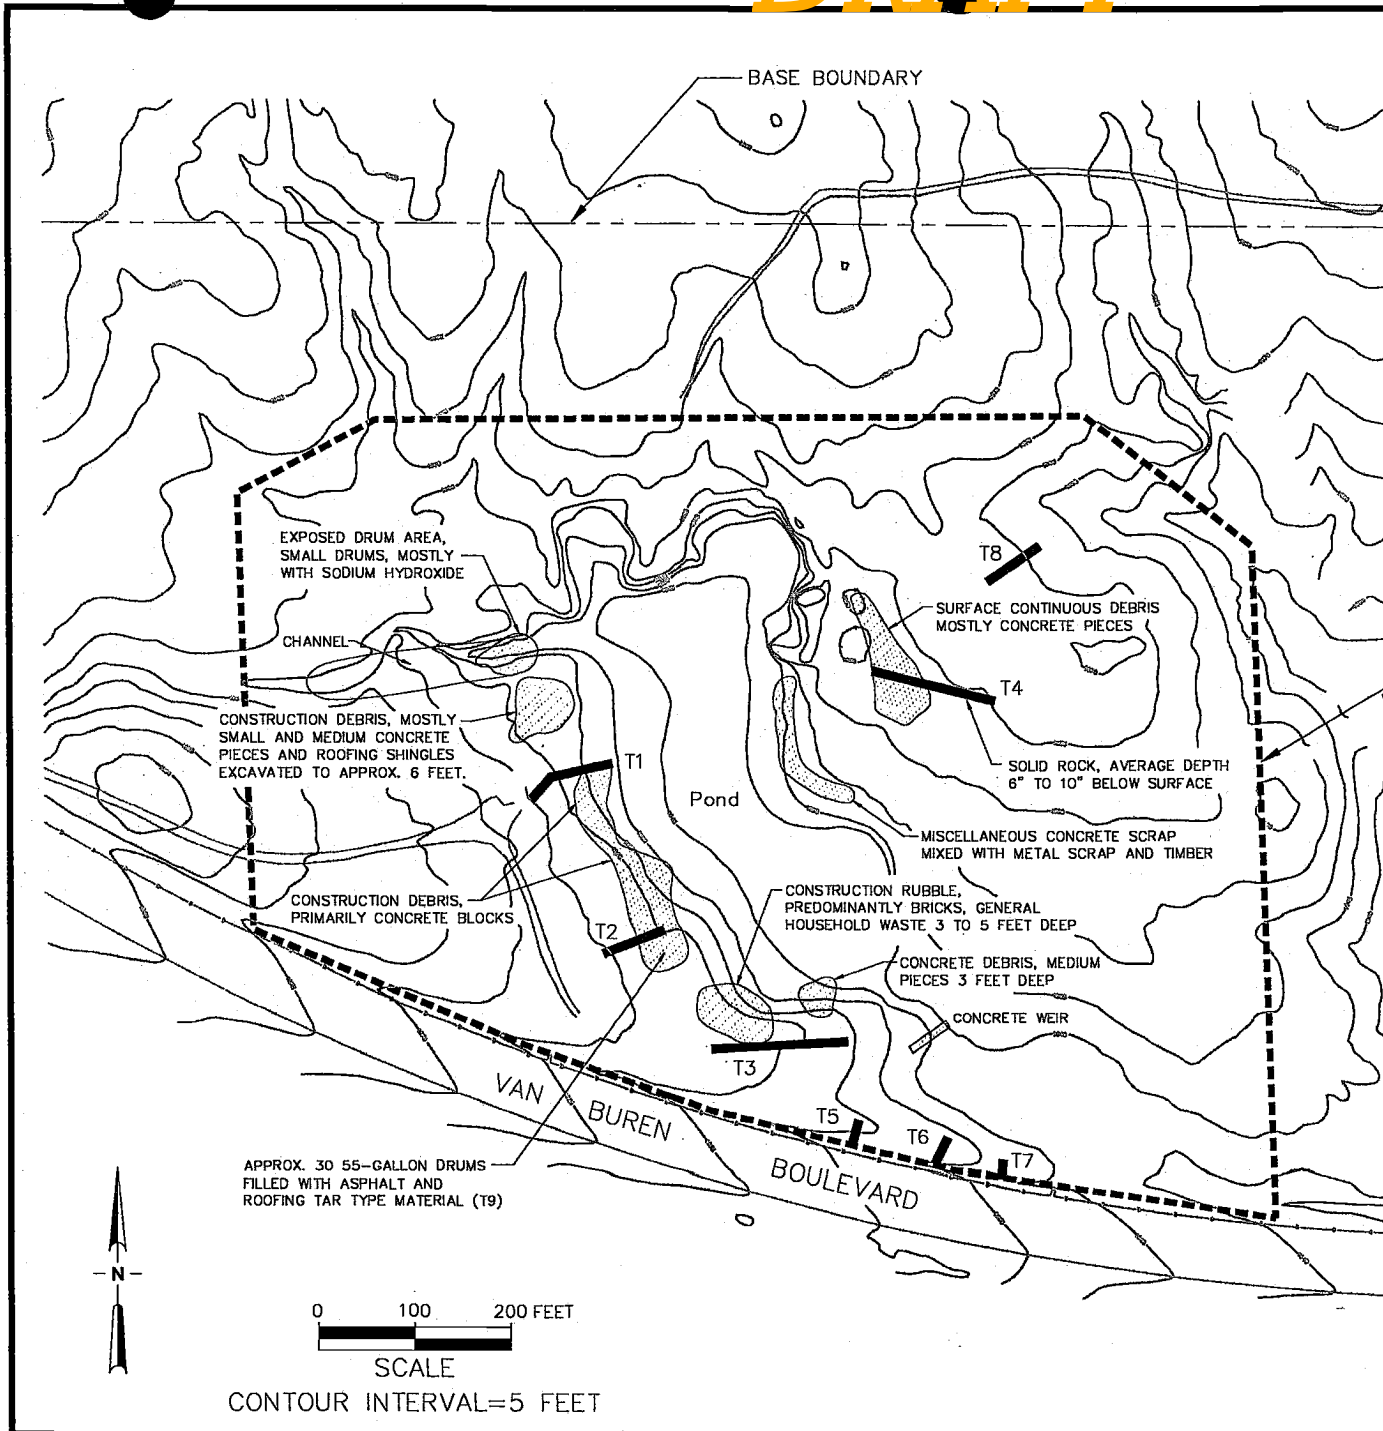 DRAFT
BASE BOUNDARY
EXPOSED DRUM AREA,
SMALL DRUMS, MOSTLY
WITH SODIUM HYDROXIDE
T8
SURFACE CONTINUOUS DEBRIS
MOSTLY CONCRETE PIECES
CHANNEL
T4
CONSTRUCTION DEBRIS, MOSTLY
SMALL AND MEDIUM CONCRETE
PIECES AND ROOFING SHINGLES
EXCAVATED TO APPROX. 6 FEET.
T1
SOLID ROCK, AVERAGE DEPTH
6" TO 10" BELOW SURFACE
Pond
MISCELLANEOUS CONCRETE SCRAP
MIXED WITH METAL SCRAP AND TIMBER
CONSTRUCTION DEBRIS,
PRIMARILY CONCRETE BLOCKS
CONSTRUCTION RUBBLE,
PREDOMINANTLY BRICKS, GENERAL
HOUSEHOLD WASTE 3 TO 5 FEET DEEP
T2
CONCRETE DEBRIS, MEDIUM
PIECES 3 FEET DEEP
CONCRETE WEIR
T3
VAN BUREN BOULEVARD
T5
T6
T7
APPROX. 30 55-GALLON DRUMS
FILLED WITH ASPHALT AND
ROOFING TAR TYPE MATERIAL (T9)
N
0 100 200 FEET
SCALE
CONTOUR INTERVAL=5 FEET